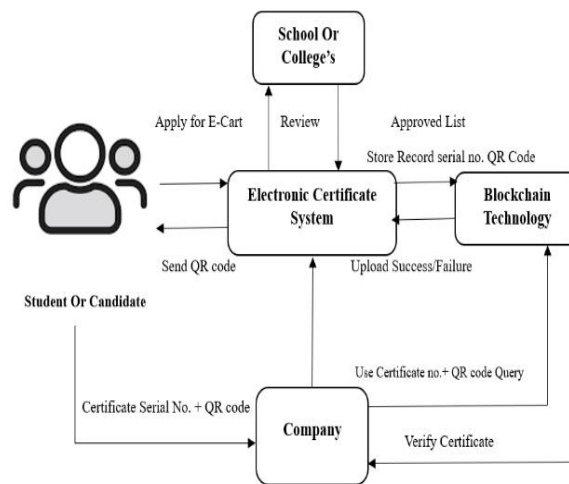 School Or
College's
Apply for E-Cart
Review
Approved List
Store Record serial no. QR Code
Electronic Certificate
System
Blockchain
Technology
Send QR code
Upload Success/Failure
Student Or Candidate
Use Certificate no.+ QR code Query
Certificate Serial No. + QR code
Company
Verify Certificate